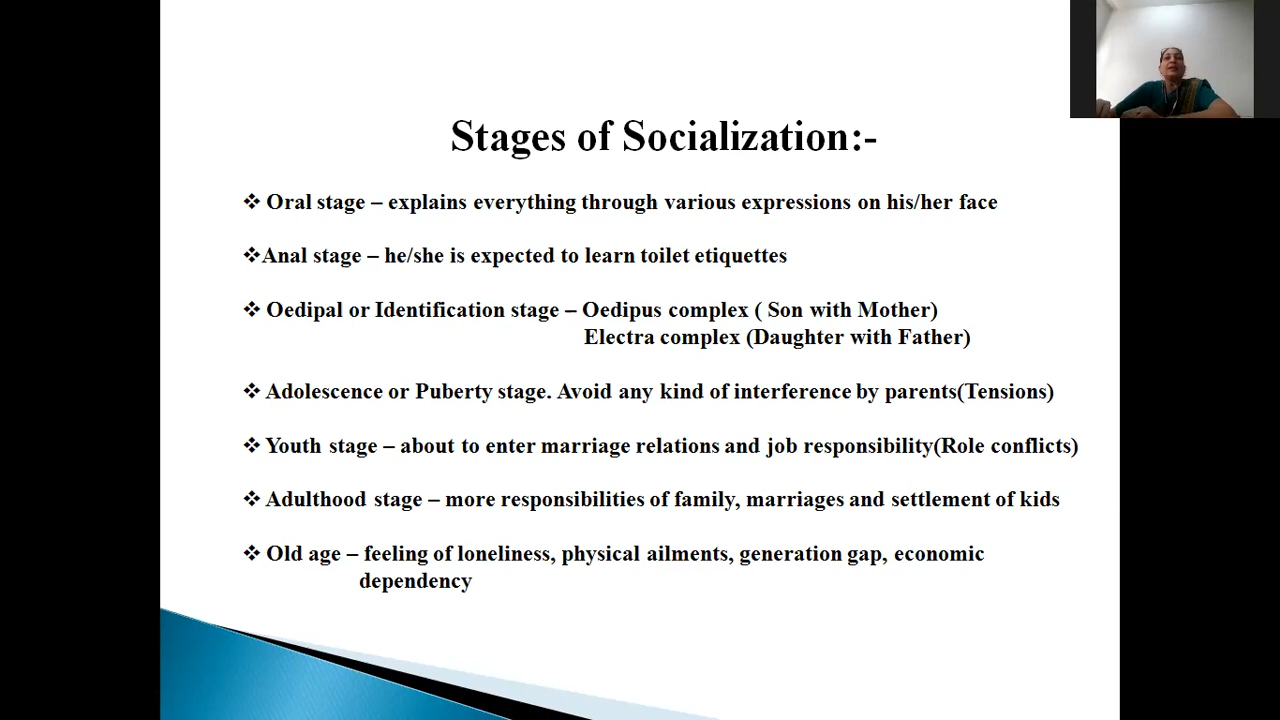 Stages of Socialization:-
❖ Oral stage – explains everything through various expressions on his/her face
❖Anal stage – he/she is expected to learn toilet etiquettes
❖ Oedipal or Identification stage – Oedipus complex ( Son with Mother)
Electra complex (Daughter with Father)
❖ Adolescence or Puberty stage. Avoid any kind of interference by parents(Tensions)
❖ Youth stage – about to enter marriage relations and job responsibility(Role conflicts)
❖ Adulthood stage – more responsibilities of family, marriages and settlement of kids
❖ Old age – feeling of loneliness, physical ailments, generation gap, economic
dependency